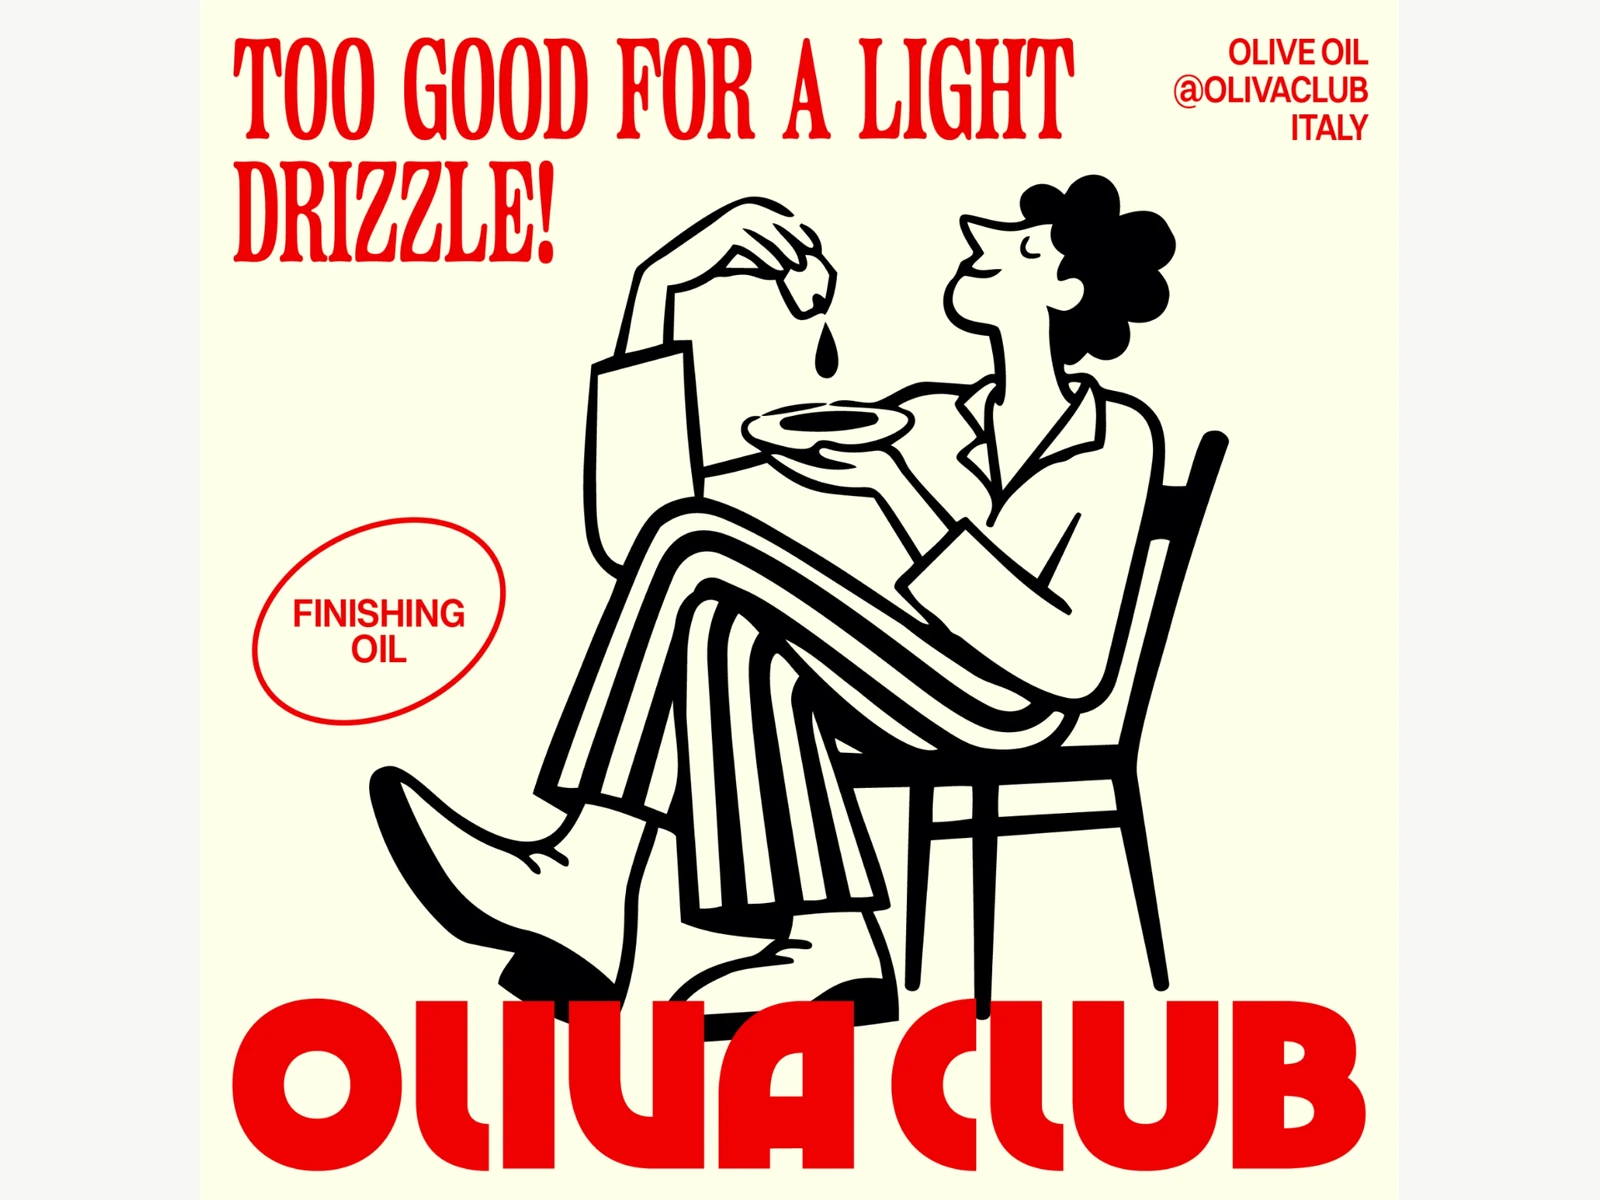 TOO GOOD FOR A LIGHT
DRIZZLE!
OLIVE OIL
@OLIVACLUB
ITALY
FINISHING
OIL
OLIVA CLUB